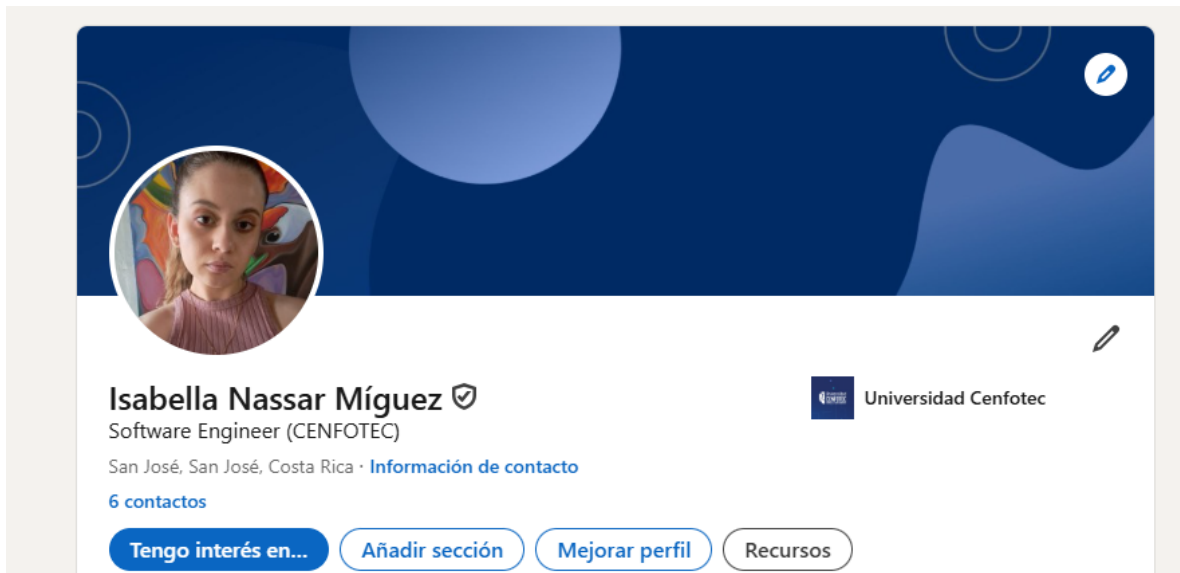 Isabella Nassar Míguez
Universidad Cenfotec
Software Engineer (CENFOTEC)
San José, San José, Costa Rica · Información de contacto
6 contactos
Tengo interés en...
Añadir sección
Mejorar perfil
Recursos